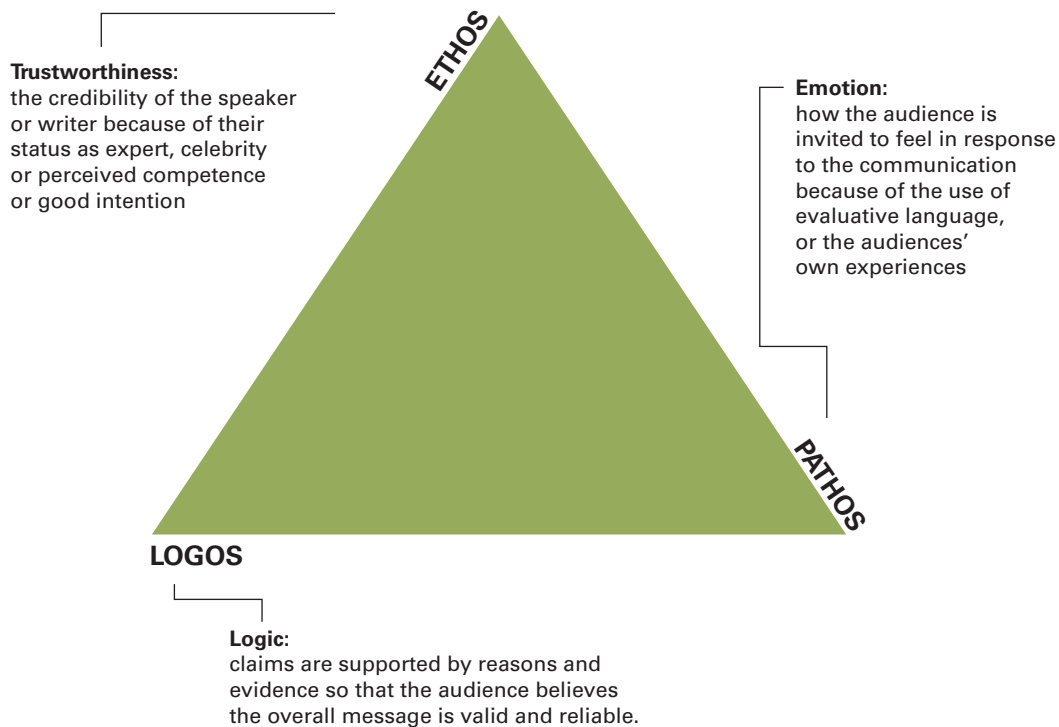 ETHOS
Trustworthiness:
the credibility of the speaker
or writer because of their
status as expert, celebrity
or perceived competence
or good intention
Emotion:
how the audience is
invited to feel in response
to the communication
because of the use of
evaluative language,
or the audiences’
own experiences
PATHOS
LOGOS
Logic:
claims are supported by reasons and
evidence so that the audience believes
the overall message is valid and reliable.